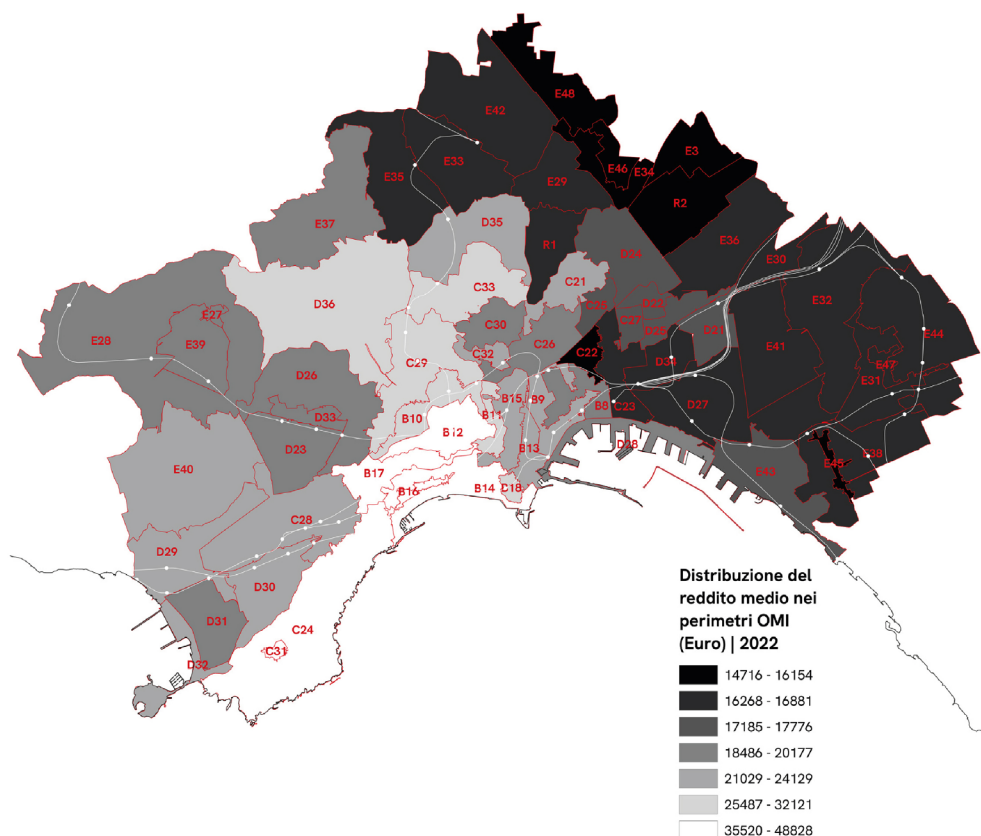 E48
E42
E3
E33
E46
E34
E35
E29
R2
E37
D35
R1
E36
D24
E30
D36
C33
C21
E32
D22
E27
C25
C27
D21
E44
E28
E39
C30
D25
E41
C26
C32
C22
D34
E47
C29
D26
E31
B15
B9
B10
B11
B8
C23
D27
D33
B12
D23
B13
D28
E38
E45
E40
B17
E43
B16
B14
C18
C28
D29
D30
D31
C24
C31
D32
Distribuzione del
reddito medio nei
perimetri OMI
(Euro) | 2022
14716 - 16154
16268 - 16881
17185 - 17776
18486 - 20177
21029 - 24129
25487 - 32121
35520 - 48828